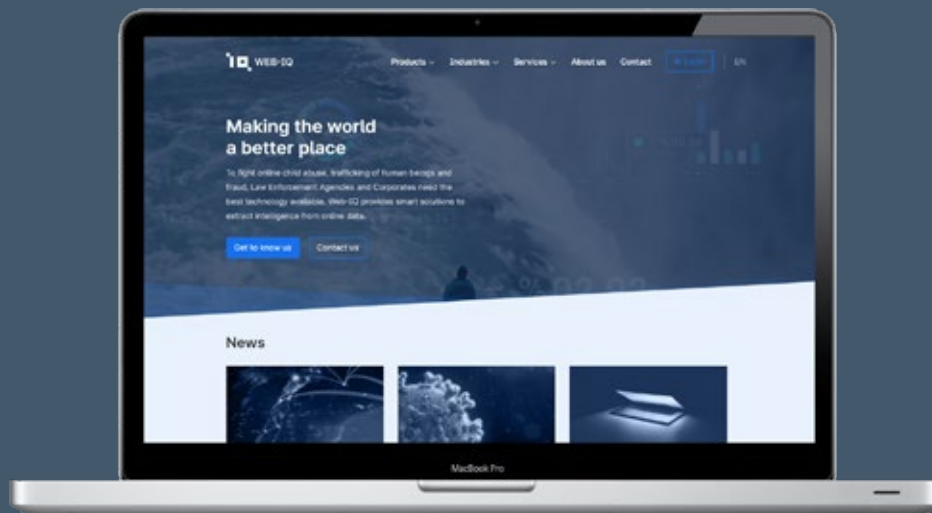 WEB-IQ
Products Industries Services About us Contact EN
Making the world
a better place
To fight online child abuse, trafficking of human beings and
fraud, Law Enforcement Agencies and Corporates need the
best technology available. Web-IQ provides smart solutions to
extract intelligence from online data.
Get to know us Contact us
News
MacBook Pro